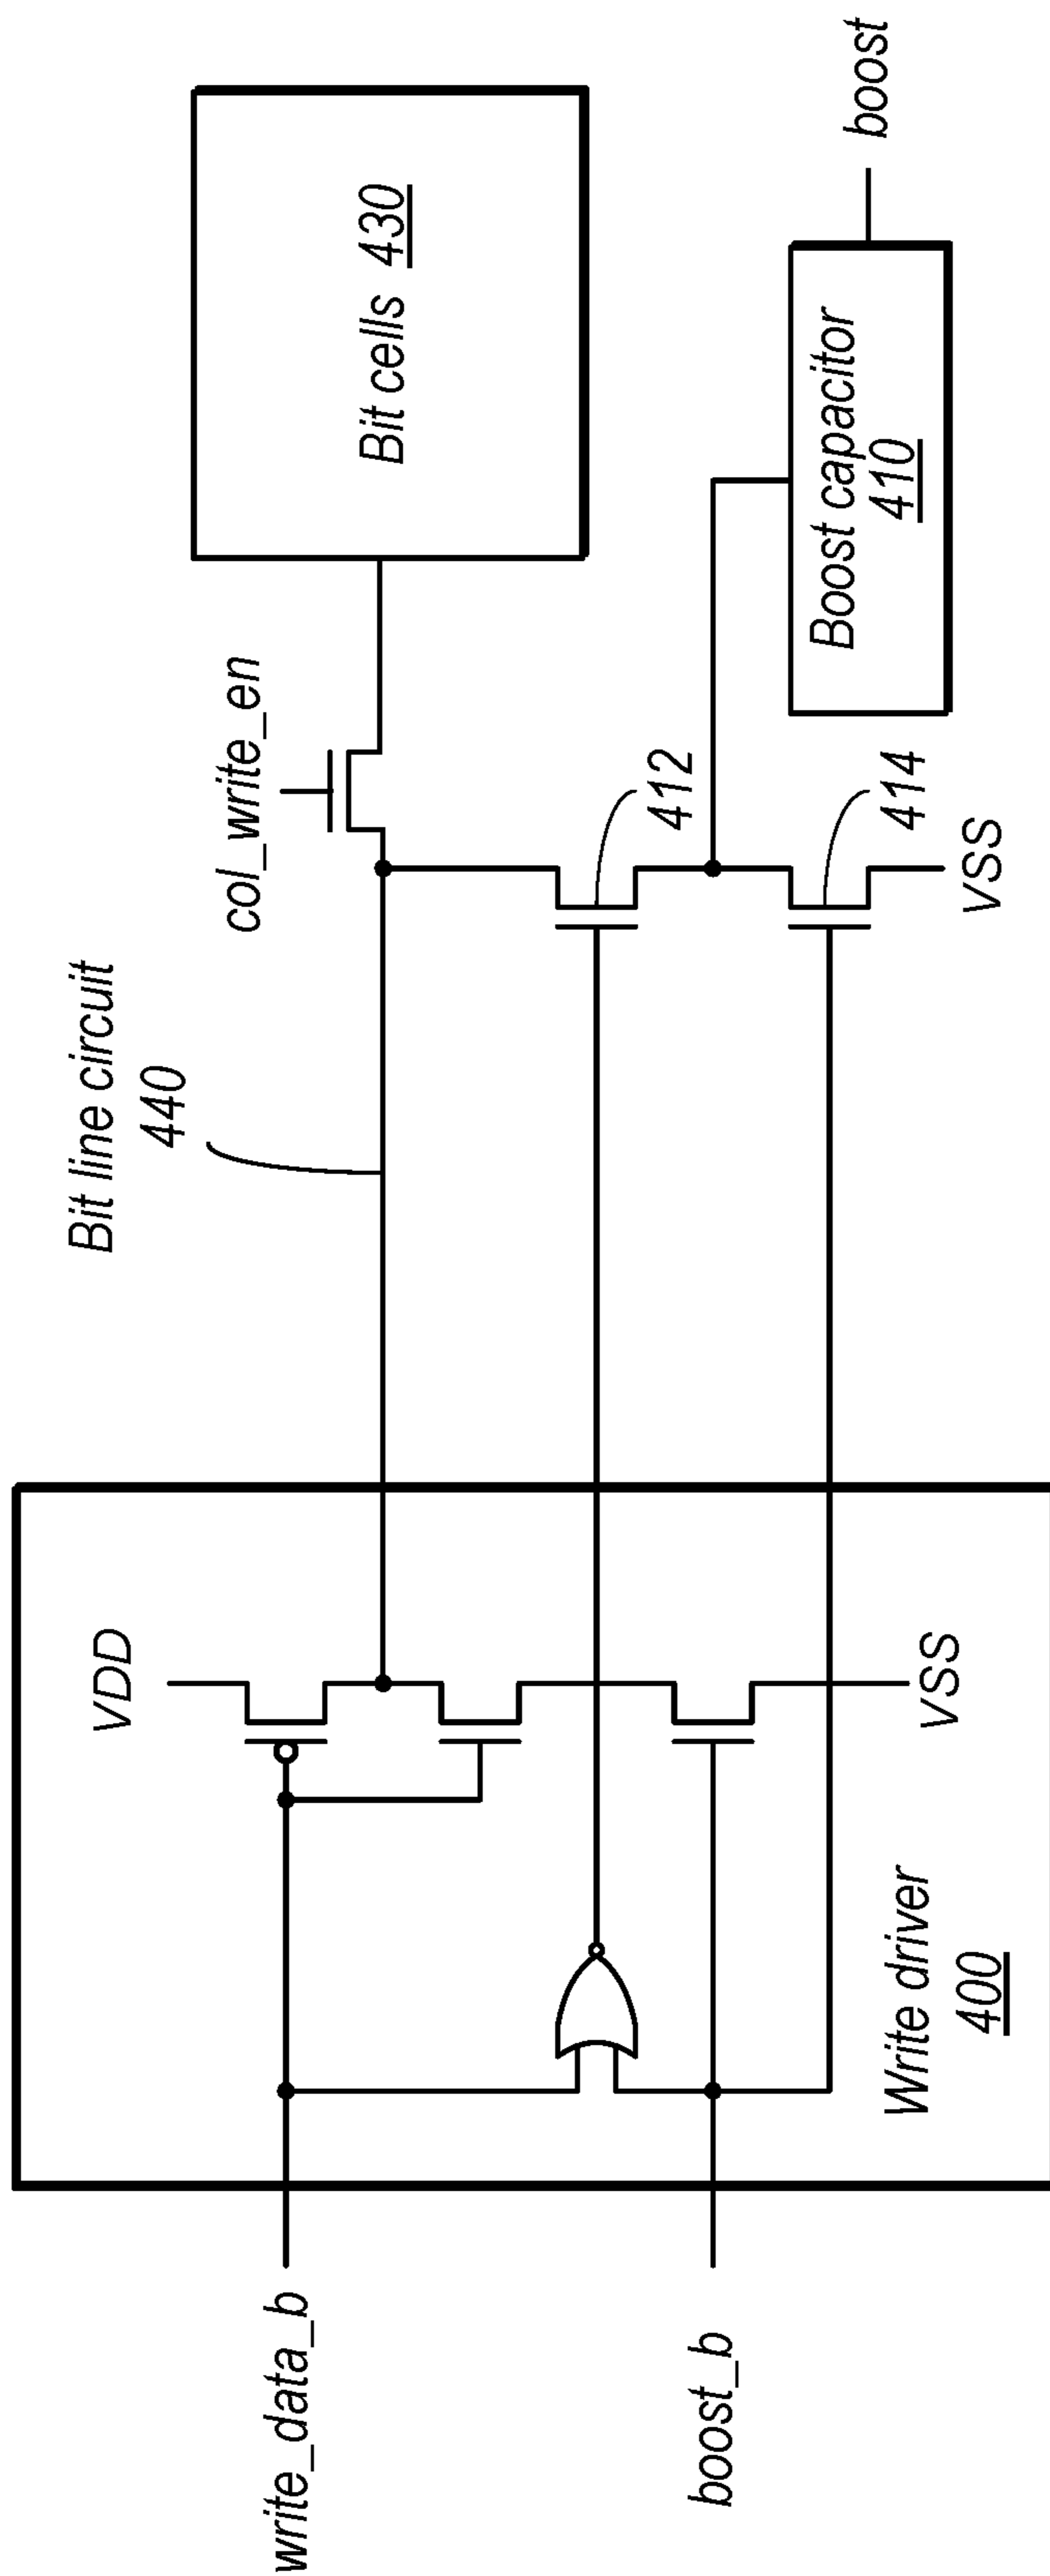 write_data_b
boost_b
Write driver
400
VDD
VSS
Bit line circuit
440
col_write_en
Bit cells 430
412
414
VSS
Boost capacitor
410
boost